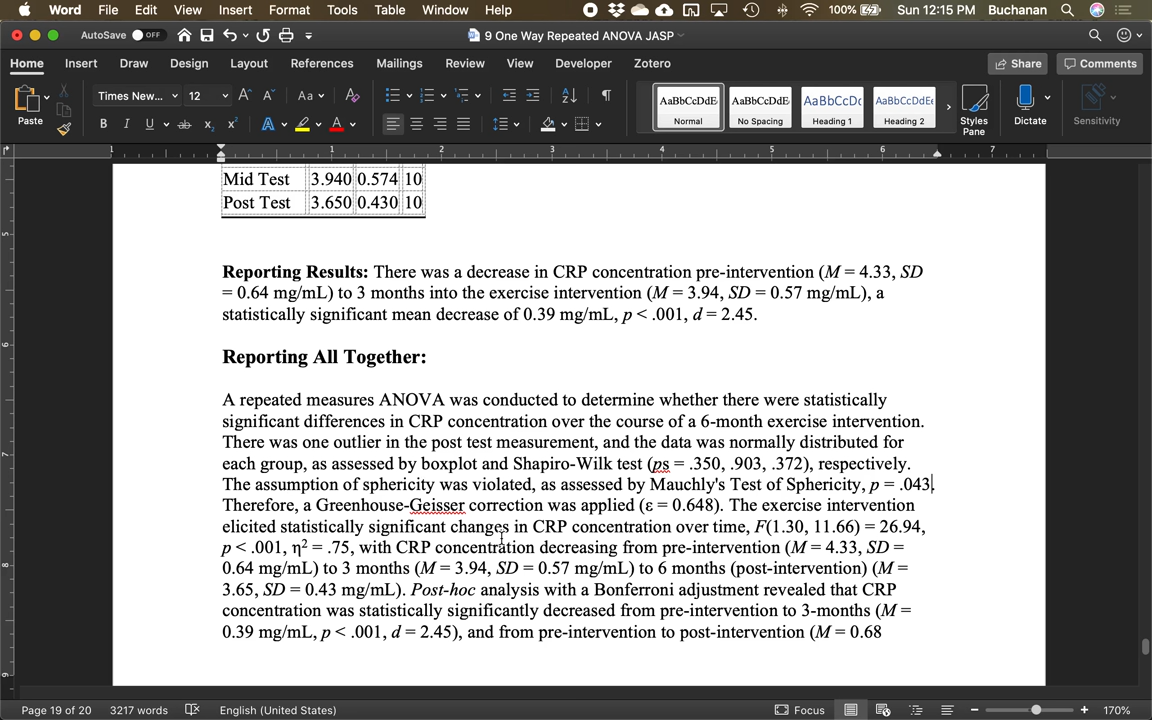 Word File Edit View Insert Format Tools Table Window Help 100% Sun 12:15 PM Buchanan
AutoSave OFF 9 One Way Repeated ANOVA JASP
Home Insert Draw Design Layout References Mailings Review View Developer Zotero Share Comments
Paste Times New... 12 Aa AaBbCcDdE Normal AaBbCcDdE No Spacing AaBbCcDc Heading 1 AaBbCcDdE Heading 2 Styles Pane Dictate Sensitivity
1 1 2 3 4 5 6 7
Mid Test 3.940 0.574 10
Post Test 3.650 0.430 10
Reporting Results: There was a decrease in CRP concentration pre-intervention (M = 4.33, SD
= 0.64 mg/mL) to 3 months into the exercise intervention (M = 3.94, SD = 0.57 mg/mL), a
statistically significant mean decrease of 0.39 mg/mL, p < .001, d = 2.45.
Reporting All Together:
A repeated measures ANOVA was conducted to determine whether there were statistically
significant differences in CRP concentration over the course of a 6-month exercise intervention.
There was one outlier in the post test measurement, and the data was normally distributed for
each group, as assessed by boxplot and Shapiro-Wilk test (ps = .350, .903, .372), respectively.
The assumption of sphericity was violated, as assessed by Mauchly's Test of Sphericity, p = .043.
Therefore, a Greenhouse-Geisser correction was applied (ε = 0.648). The exercise intervention
elicited statistically significant changes in CRP concentration over time, F(1.30, 11.66) = 26.94,
p < .001, η² = .75, with CRP concentration decreasing from pre-intervention (M = 4.33, SD =
0.64 mg/mL) to 3 months (M = 3.94, SD = 0.57 mg/mL) to 6 months (post-intervention) (M =
3.65, SD = 0.43 mg/mL). Post-hoc analysis with a Bonferroni adjustment revealed that CRP
concentration was statistically significantly decreased from pre-intervention to 3-months (M =
0.39 mg/mL, p < .001, d = 2.45), and from pre-intervention to post-intervention (M = 0.68
Page 19 of 20 3217 words English (United States) Focus 170%